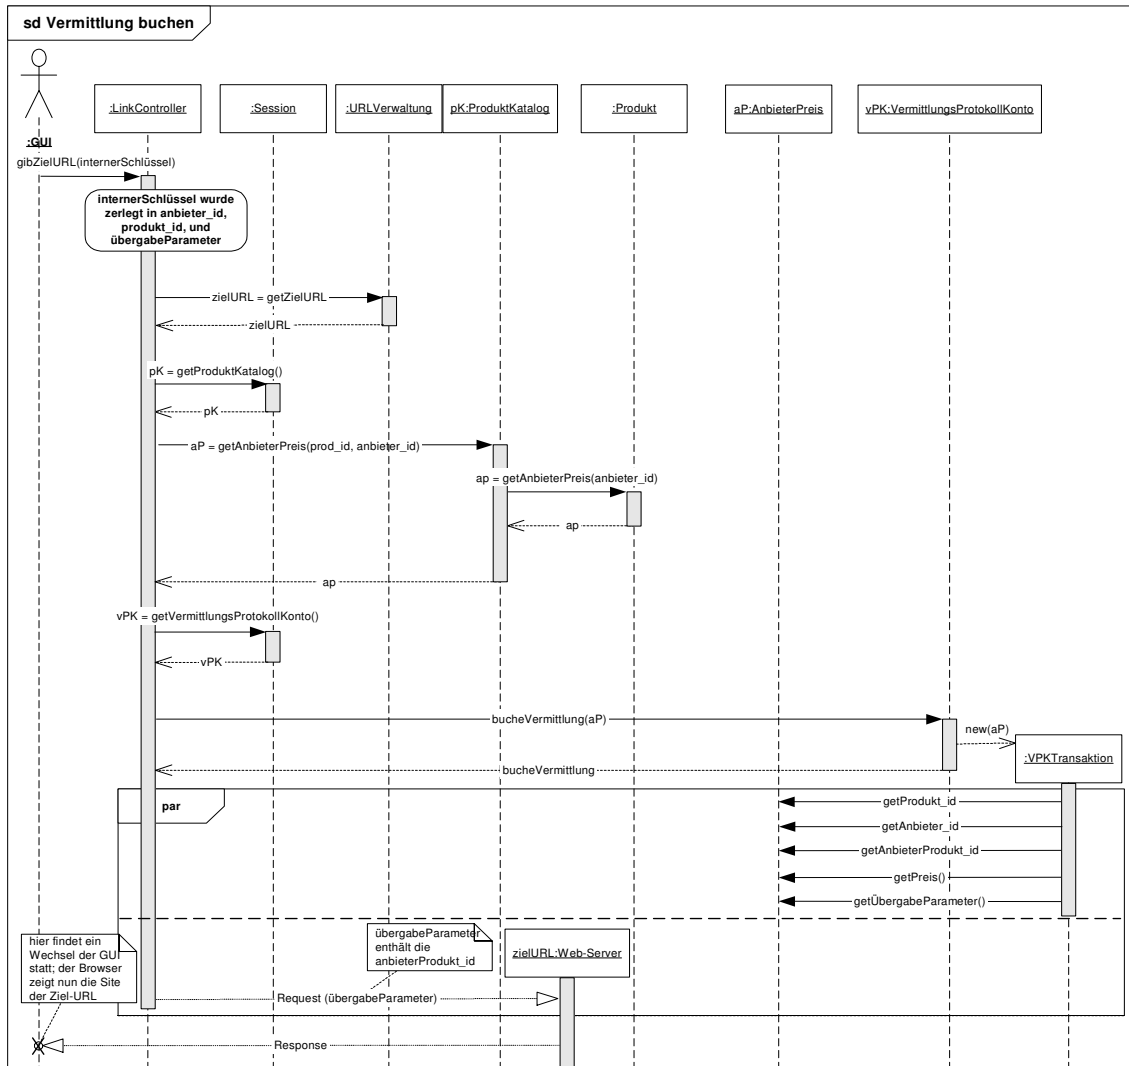 sd Vermittlung buchen
:LinkController
:Session
:URLVerwaltung
pK:ProduktKatalog
:Produkt
aP:AnbieterPreis
vPK:VermittlungsProtokollKonto
:GUI
gibZielURL(internerSchlüssel)
internerSchlüssel wurde
zerlegt in anbieter_id,
produkt_id, und
übergabeParameter
zielURL = getZielURL
zielURL
pK = getProduktKatalog()
pK
aP = getAnbieterPreis(prod_id, anbieter_id)
ap = getAnbieterPreis(anbieter_id)
ap
ap
vPK = getVermittlungsProtokollKonto()
vPK
bucheVermittlung(aP)
new(aP)
:VPKTransaktion
bucheVermittlung
par
getProdukt_id
getAnbieter_id
getAnbieterProdukt_id
getPreis()
getÜbergabeParameter()
hier findet ein
Wechsel der GUI
statt; der Browser
zeigt nun die Site
der Ziel-URL
übergabeParameter
enthält die
anbieterProdukt_id
zielURL:Web-Server
Request (übergabeParameter)
Response